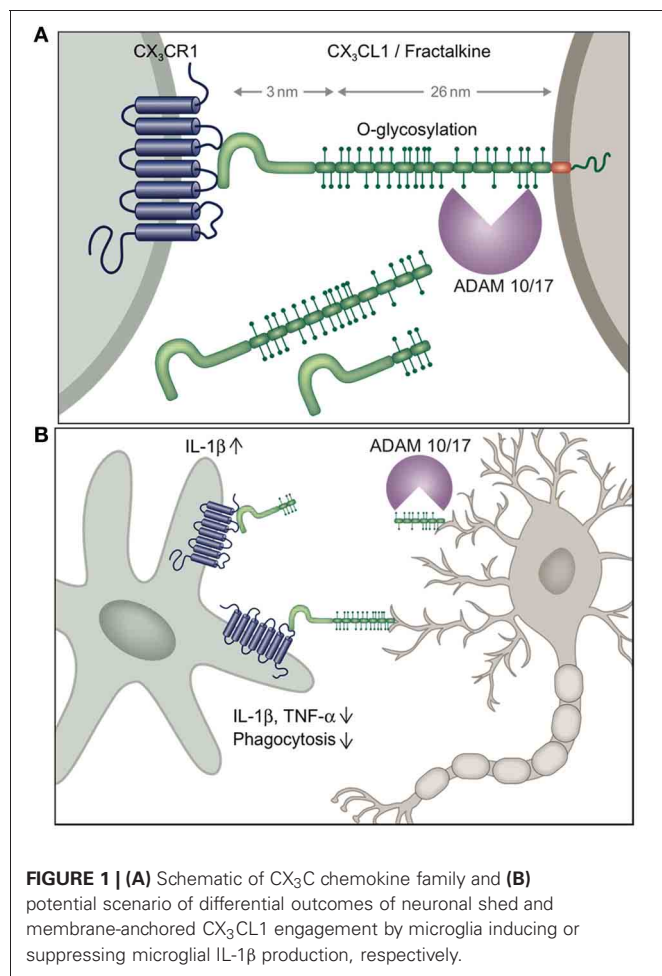 A
CX₃CR1
CX₃CL1 / Fractalkine
3 nm
26 nm
O-glycosylation
ADAM 10/17
B
IL-1β ↑
ADAM 10/17
IL-1β, TNF-α ↓
Phagocytosis ↓
FIGURE 1 | (A) Schematic of CX₃C chemokine family and (B)
potential scenario of differential outcomes of neuronal shed and
membrane-anchored CX₃CL1 engagement by microglia inducing or
suppressing microglial IL-1β production, respectively.